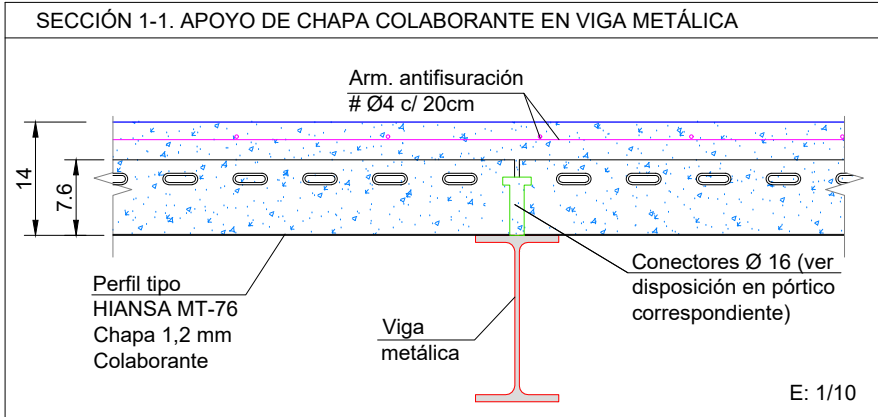 SECCIÓN 1-1. APOYO DE CHAPA COLABORANTE EN VIGA METÁLICA
Arm. antifisuración
# Ø4 c/ 20cm
14
7.6
Perfil tipo
HIANSA MT-76
Chapa 1,2 mm
Colaborante
Viga
metálica
Conectores Ø 16 (ver
disposición en pórtico
correspondiente)
E: 1/10